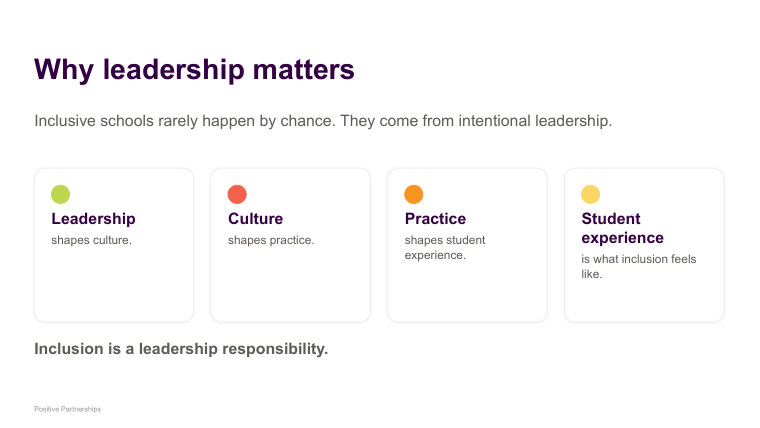 Why leadership matters
Inclusive schools rarely happen by chance. They come from intentional leadership.
Leadership
shapes culture.
Culture
shapes practice.
Practice
shapes student
experience.
Student
experience
is what inclusion feels
like.
Inclusion is a leadership responsibility.
Positive Partnerships